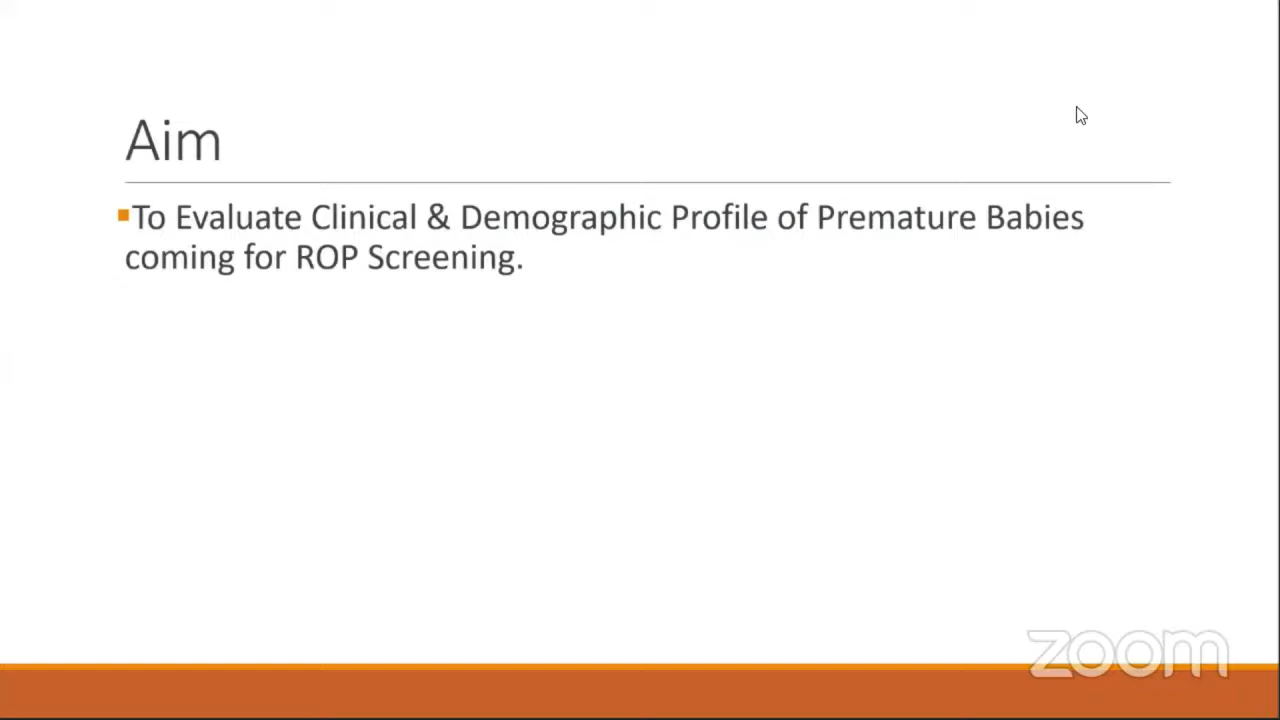 Aim
▪To Evaluate Clinical & Demographic Profile of Premature Babies
coming for ROP Screening.
zoom